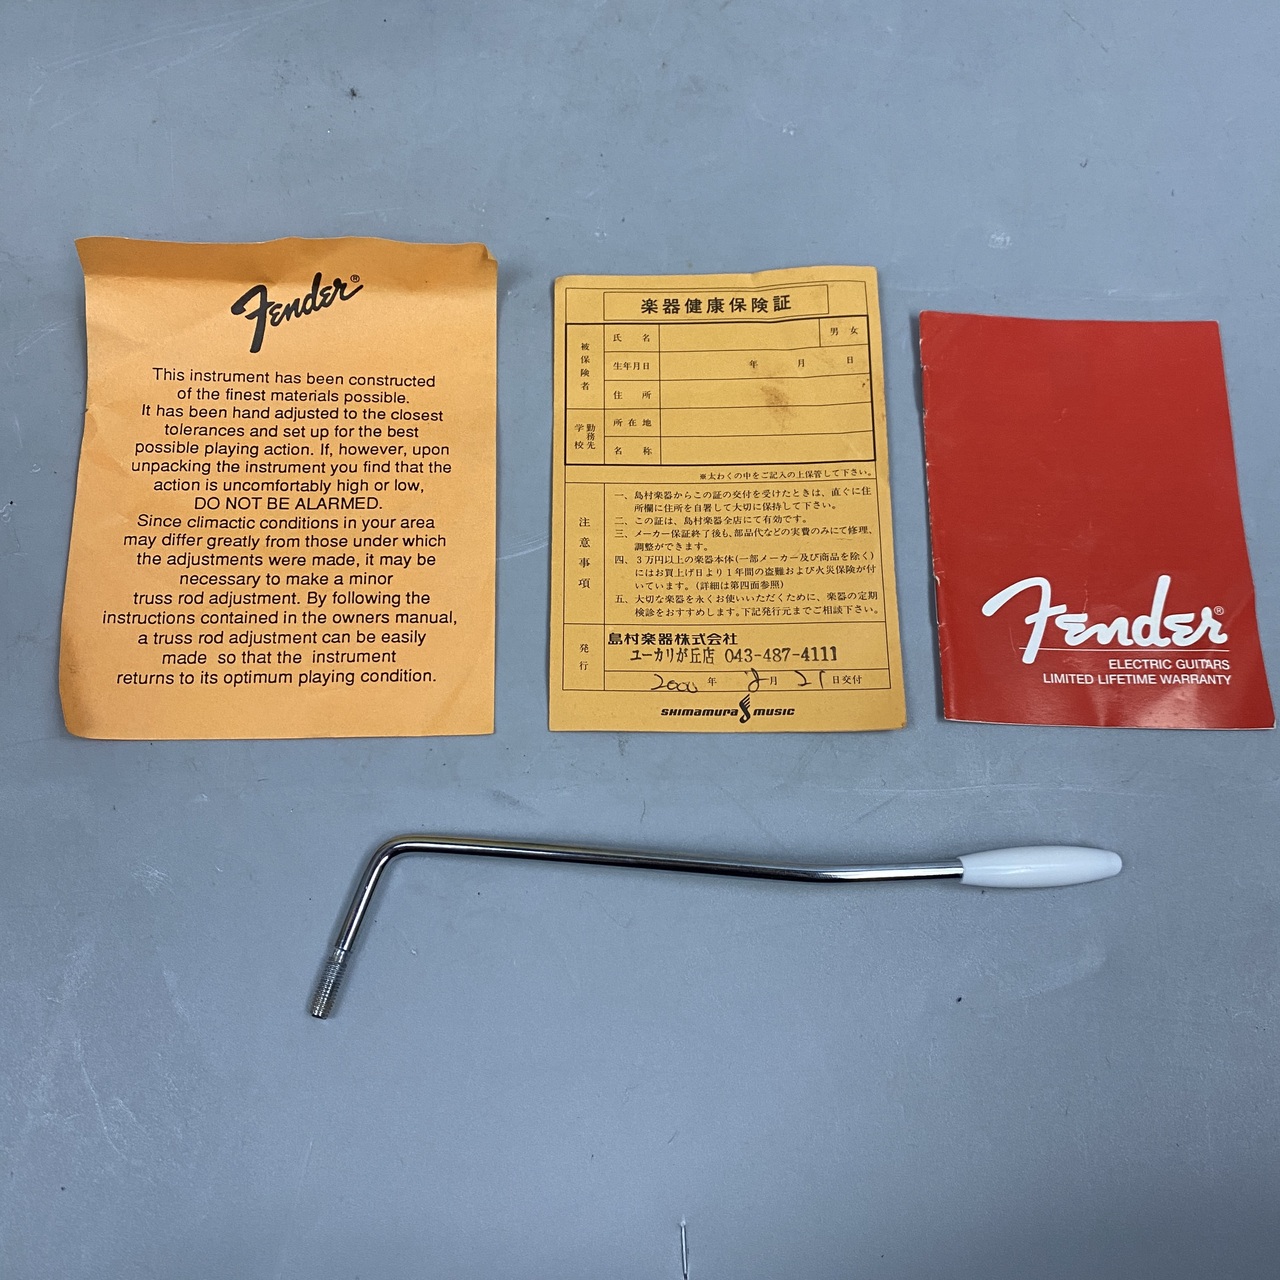 Fender®
This instrument has been constructed
of the finest materials possible.
It has been hand adjusted to the closest
tolerances and set up for the best
possible playing action. If, however, upon
unpacking the instrument you find that the
action is uncomfortably high or low,
DO NOT BE ALARMED.
Since climactic conditions in your area
may differ greatly from those under which
the adjustments were made, it may be
necessary to make a minor
truss rod adjustment. By following the
instructions contained in the owners manual,
a truss rod adjustment can be easily
made so that the instrument
returns to its optimum playing condition.
楽器健康保険証
被保険者
氏名
男 女
生年月日
年 月 日
住所
学校 勤務先
所在地
名称
※太わくの中をご記入の上保管して下さい。
注意事項
一、島村楽器からこの証の交付を受けたときは、直ぐに住
所欄に住所を自署して大切に保持して下さい。
二、この証は、島村楽器全店にて有効です。
三、メーカー保証終了後も、部品代などの実費のみにて修理、
調整ができます。
四、3万円以上の楽器本体(一部メーカー及び商品を除く)
にはお買上げ日より1年間の盗難および火災保険が付
いています。(詳細は第四面参照)
五、大切な楽器を永くお使いいただくために、楽器の定期
検診をおすすめします。下記発行元までご相談下さい。
発行
島村楽器株式会社
ユーカリが丘店 043-487-4111
2000 年 8 月 21 日交付
SHIMAMURA MUSIC
Fender®
ELECTRIC GUITARS
LIMITED LIFETIME WARRANTY